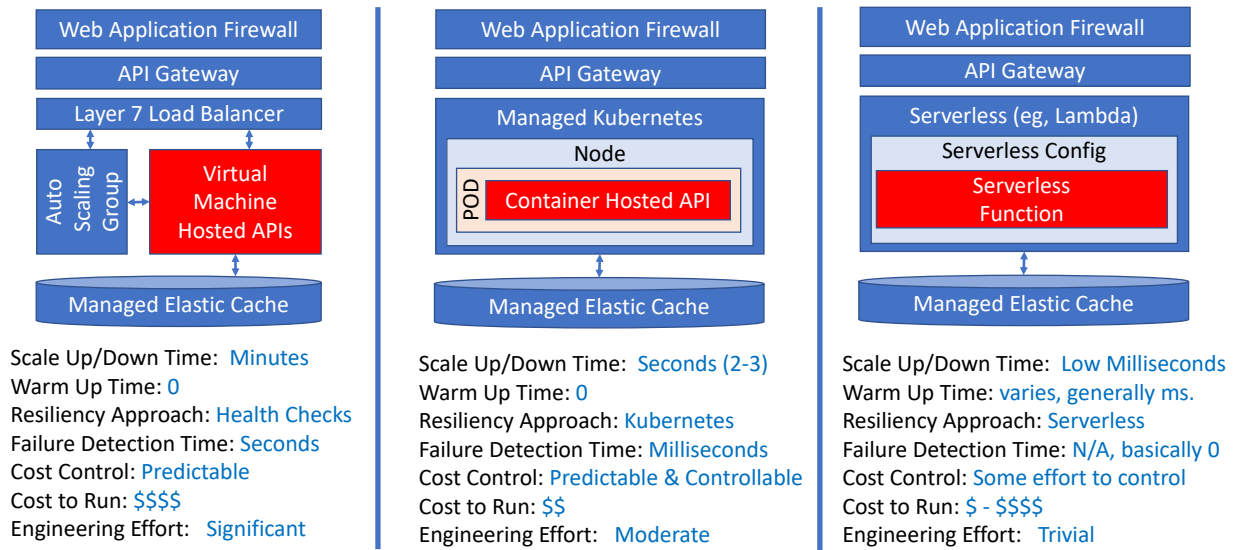 Web Application Firewall
API Gateway
Layer 7 Load Balancer
Auto
Scaling
Group
Virtual
Machine
Hosted APIs
Managed Elastic Cache
Scale Up/Down Time: Minutes
Warm Up Time: 0
Resiliency Approach: Health Checks
Failure Detection Time: Seconds
Cost Control: Predictable
Cost to Run: $$$$
Engineering Effort: Significant
Web Application Firewall
API Gateway
Managed Kubernetes
Node
POD
Container Hosted API
Managed Elastic Cache
Scale Up/Down Time: Seconds (2-3)
Warm Up Time: 0
Resiliency Approach: Kubernetes
Failure Detection Time: Milliseconds
Cost Control: Predictable & Controllable
Cost to Run: $$
Engineering Effort: Moderate
Web Application Firewall
API Gateway
Serverless (eg, Lambda)
Serverless Config
Serverless
Function
Managed Elastic Cache
Scale Up/Down Time: Low Milliseconds
Warm Up Time: varies, generally ms.
Resiliency Approach: Serverless
Failure Detection Time: N/A, basically 0
Cost Control: Some effort to control
Cost to Run: $ - $$$$
Engineering Effort: Trivial